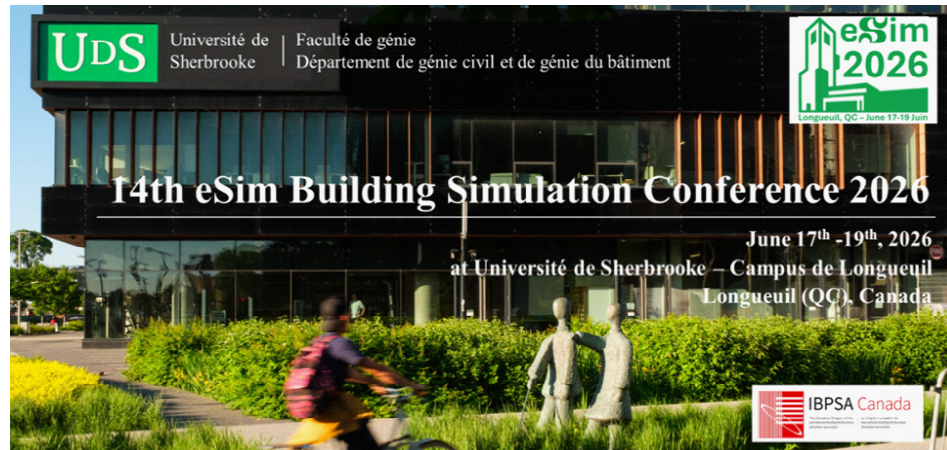 UDS
Université de
Sherbrooke
Faculté de génie
Département de génie civil et de génie du bâtiment
eSim
2026
Longueuil, QC – June 17-19 Juin
14th eSim Building Simulation Conference 2026
June 17th -19th, 2026
at Université de Sherbrooke – Campus de Longueuil
Longueuil (QC), Canada
IBPSA Canada